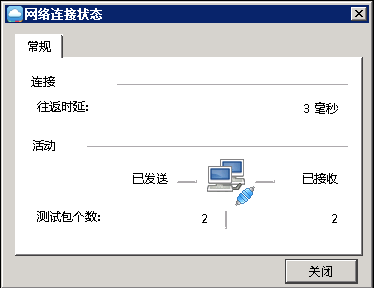 网络连接状态
常规
连接
往返时延: 3 毫秒
活动
已发送 已接收
测试包个数: 2 2
关闭